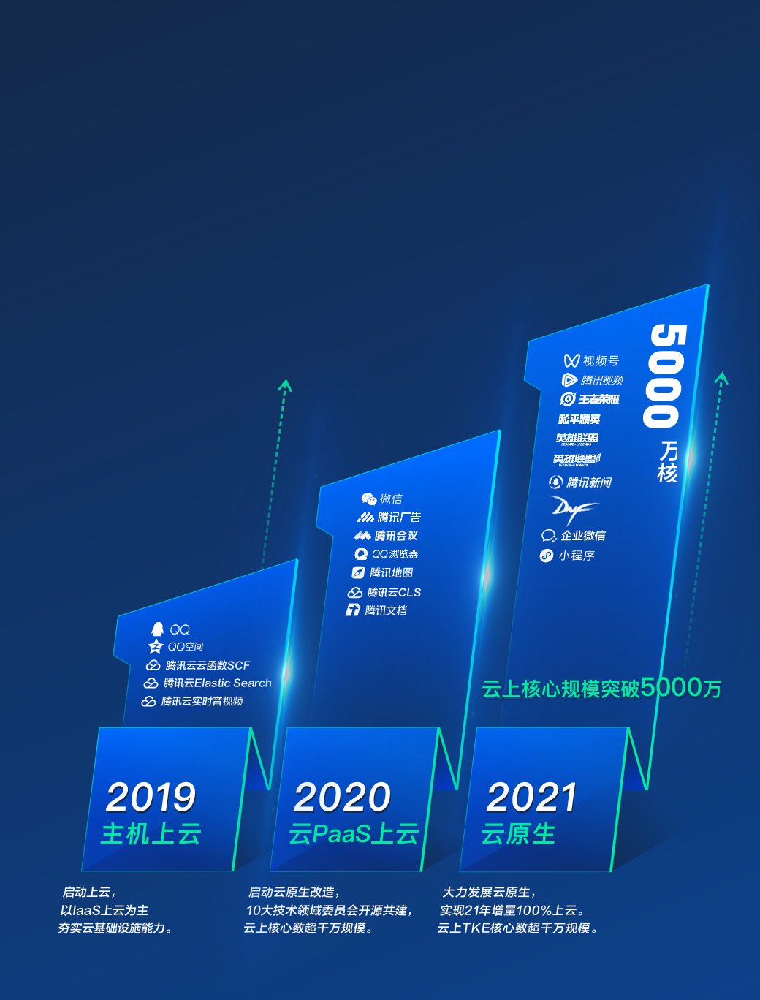 5000
万
核
视频号
腾讯视频
王者荣耀
和平精英
英雄联盟
LEAGUE OF LEGENDS
英雄联盟
LEAGUE OF LEGENDS
腾讯新闻
DNF
企业微信
小程序
微信
腾讯广告
腾讯会议
QQ浏览器
腾讯地图
腾讯云CLS
腾讯文档
QQ
QQ空间
腾讯云云函数SCF
腾讯云Elastic Search
腾讯云实时音视频
云上核心规模突破5000万
2019
主机上云
启动上云，
以IaaS上云为主
夯实云基础设施能力。
2020
云PaaS上云
启动云原生改造，
10大技术领域委员会开源共建，
云上核心数超千万规模。
2021
云原生
大力发展云原生，
实现21年增量100%上云。
云上TKE核心数超千万规模。